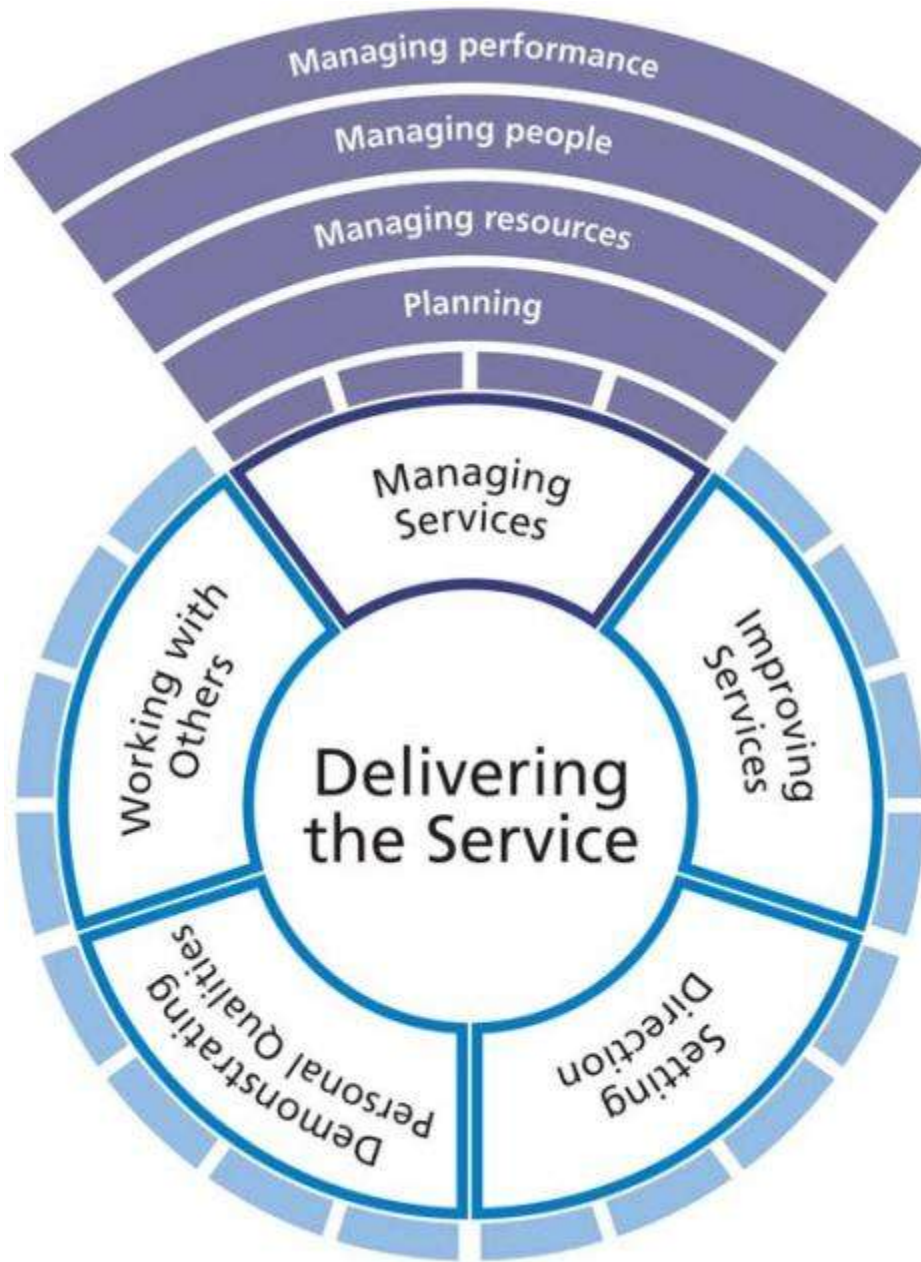 Managing performance
Managing people
Managing resources
Planning
Managing
Services
Improving
Services
Setting
Direction
Demonstrating
Personal Qualities
Working with
Others
Delivering
the Service